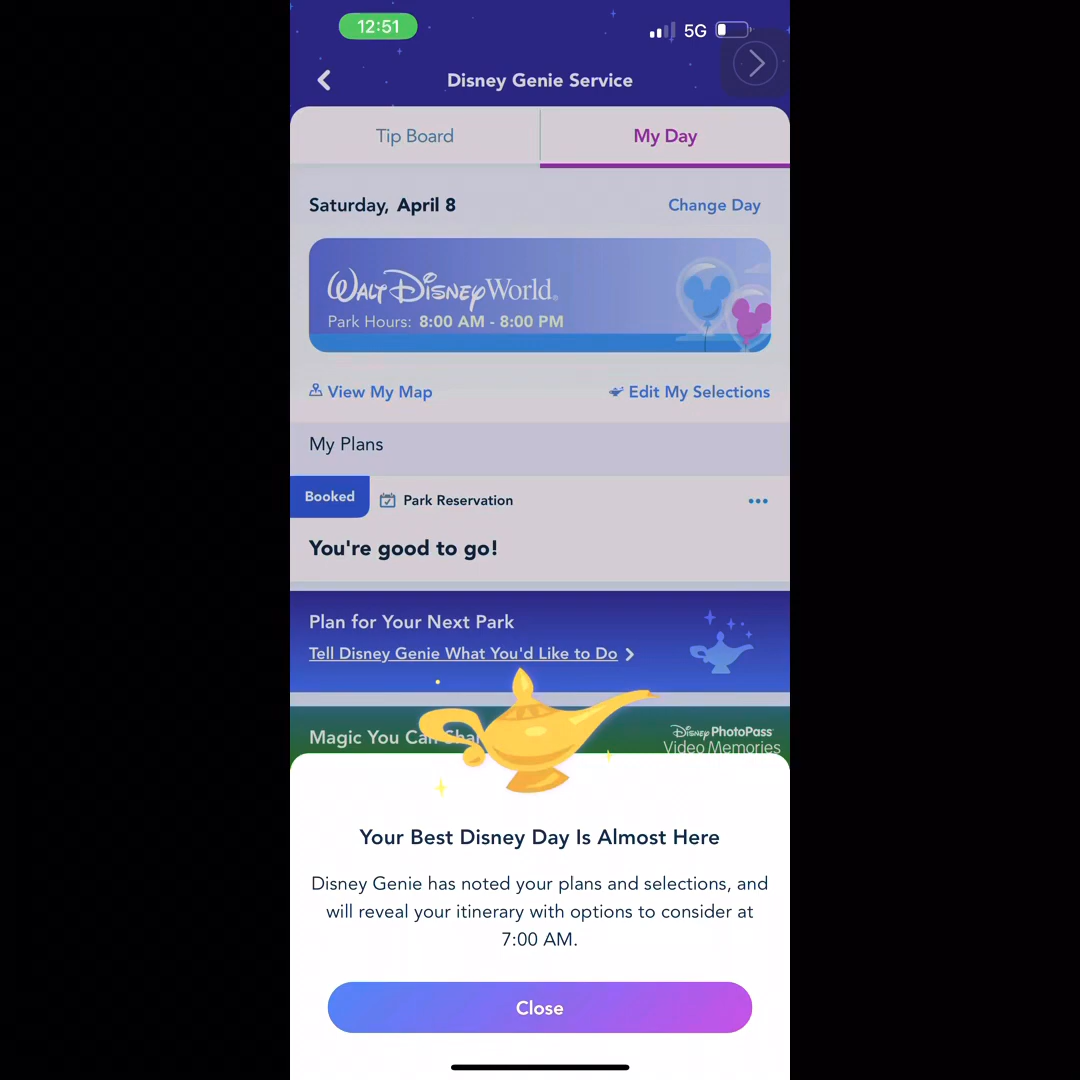 12:51
5G
Disney Genie Service
Tip Board
My Day
Saturday, April 8
Change Day
Walt Disney World®
Park Hours: 8:00 AM - 8:00 PM
View My Map
Edit My Selections
My Plans
Booked
Park Reservation
You're good to go!
Plan for Your Next Park
Tell Disney Genie What You'd Like to Do
Magic You Can Shar
Disney PhotoPass
Video Memories
Your Best Disney Day Is Almost Here
Disney Genie has noted your plans and selections, and
will reveal your itinerary with options to consider at
7:00 AM.
Close